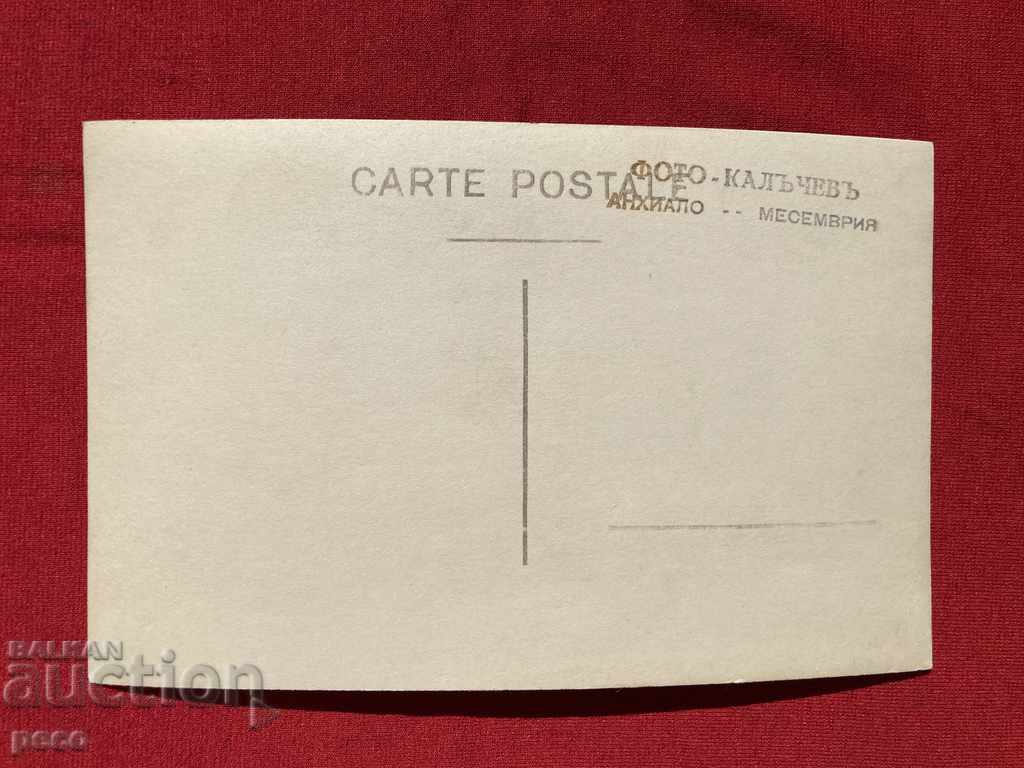 CARTE POSTALE
ФОТО - КАЛЪЧЕВЪ
АНХИАЛО -- МЕСЕМВРИЯ
BALKAN
auction
peco